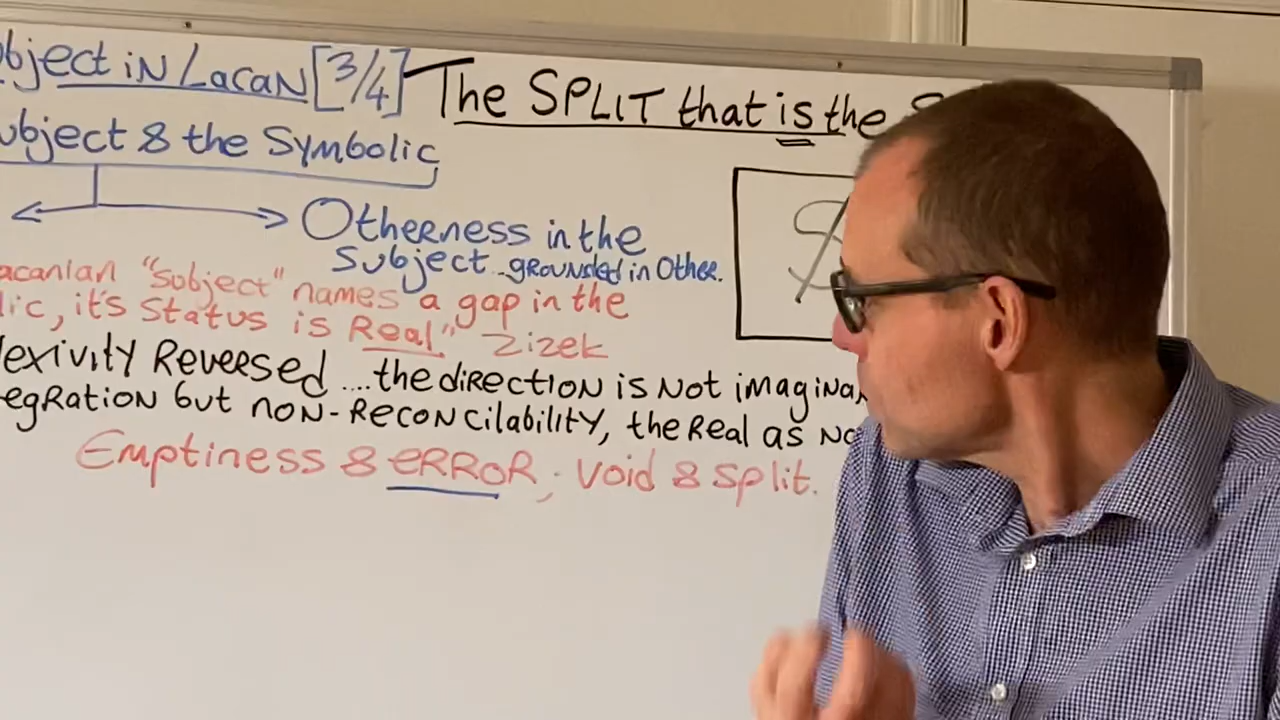 bject in Lacan [3/4]
The SPLIT that is the S
ubject & the Symbolic
Otherness in the
Subject...grounded in Other.
$
acanian "subject" names a gap in the
lic, it's Status is Real" Zizek
lexivity Reversed ....the direction is not imagina
egration but non-reconcilability, the Real as No
Emptiness & ERROR; Void & split.